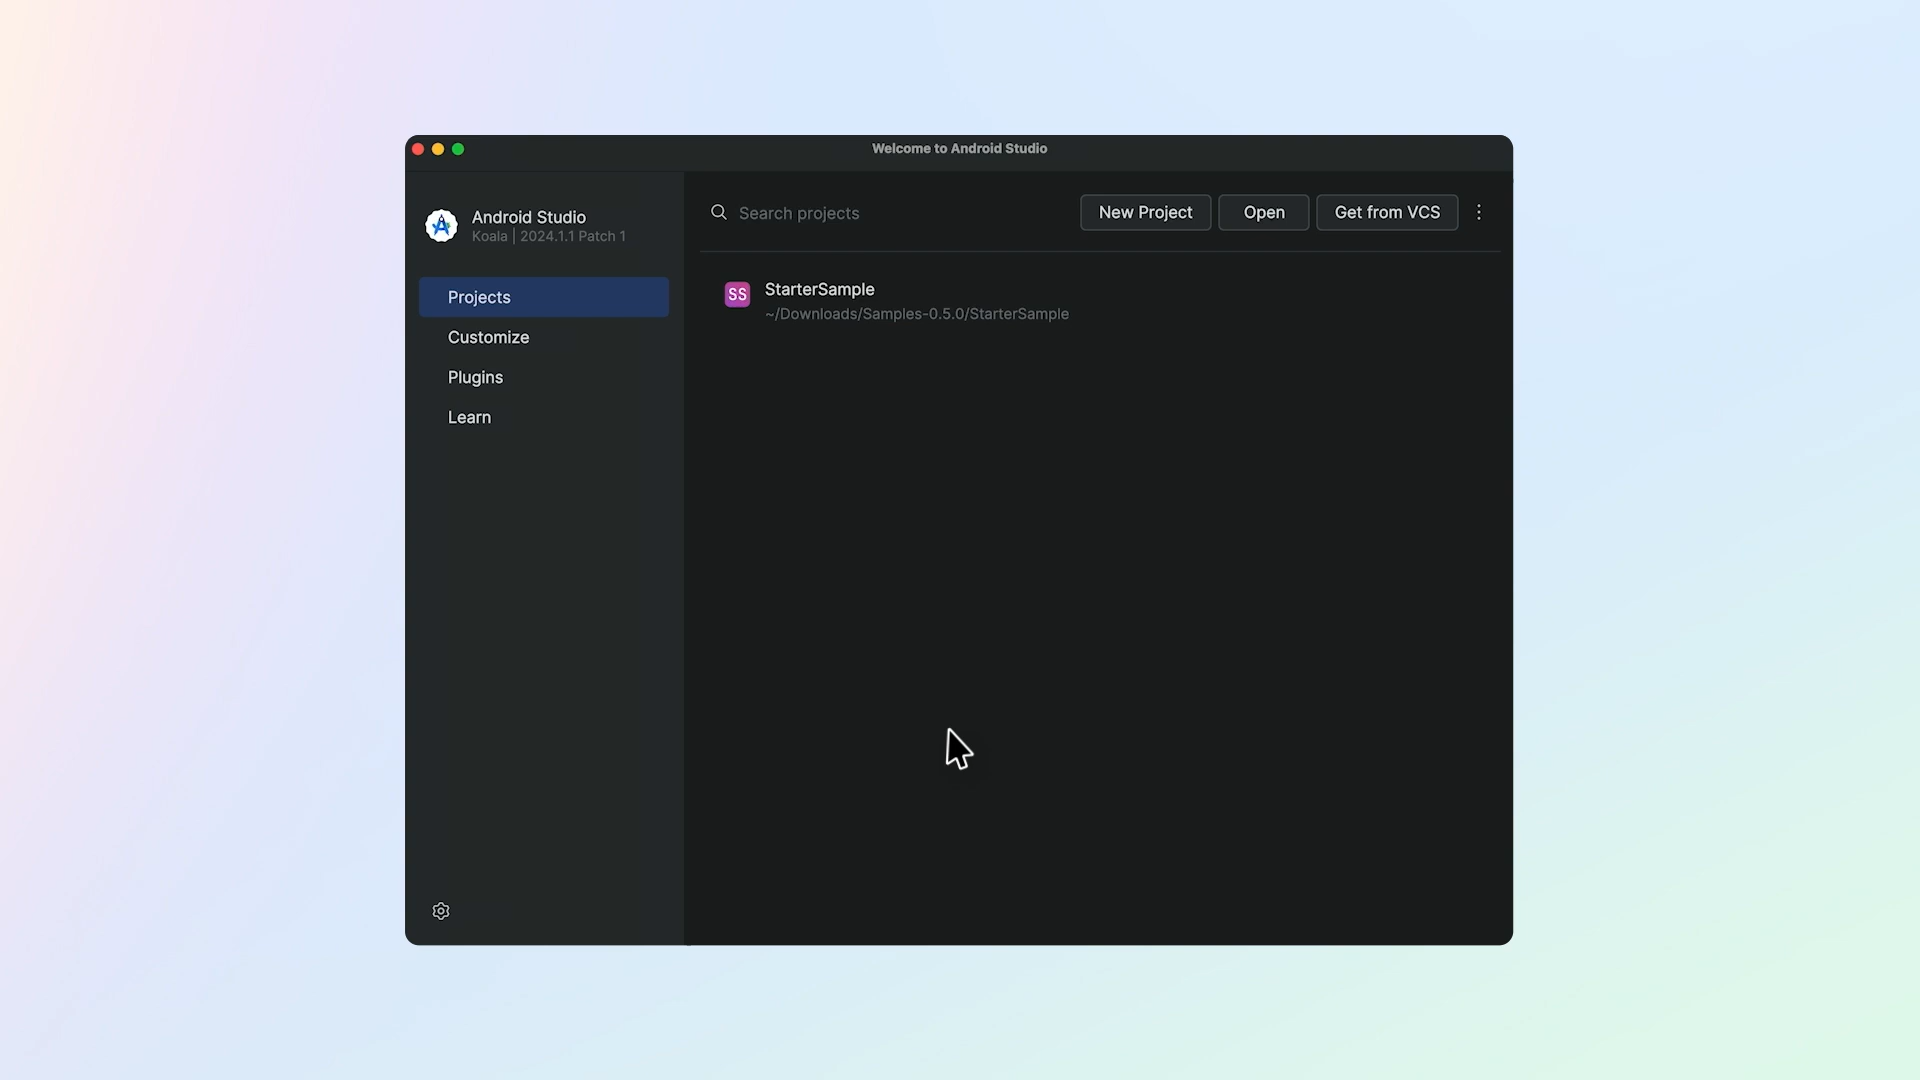 Welcome to Android Studio
Android Studio
Koala | 2024.1.1 Patch 1
Projects
Customize
Plugins
Learn
Search projects
New Project
Open
Get from VCS
SS
StarterSample
~/Downloads/Samples-0.5.0/StarterSample